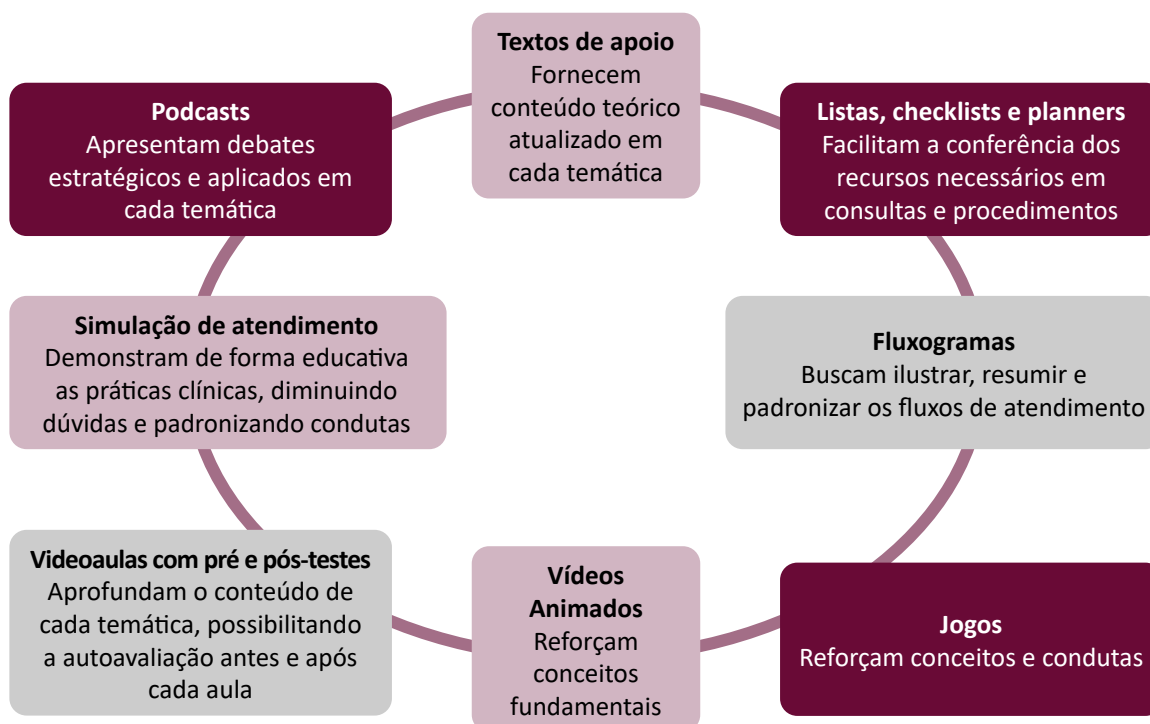 Textos de apoio
Fornecem
conteúdo teórico
atualizado em
cada temática
Podcasts
Apresentam debates
estratégicos e aplicados em
cada temática
Listas, checklists e planners
Facilitam a conferência dos
recursos necessários em
consultas e procedimentos
Simulação de atendimento
Demonstram de forma educativa
as práticas clínicas, diminuindo
dúvidas e padronizando condutas
Fluxogramas
Buscam ilustrar, resumir e
padronizar os fluxos de atendimento
Videoaulas com pré e pós-testes
Aprofundam o conteúdo de
cada temática, possibilitando
a autoavaliação antes e após
cada aula
Vídeos
Animados
Reforçam
conceitos
fundamentais
Jogos
Reforçam conceitos e condutas